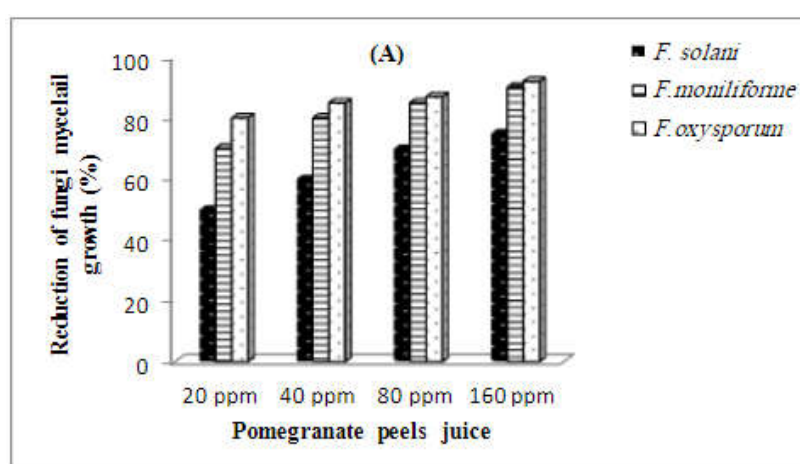 (A)
F. solani
F.moniliforme
F.oxysporum
Reduction of fungi mycelail
growth (%)
100
80
60
40
20
0
20 ppm 40 ppm 80 ppm 160 ppm
Pomegranate peels juice